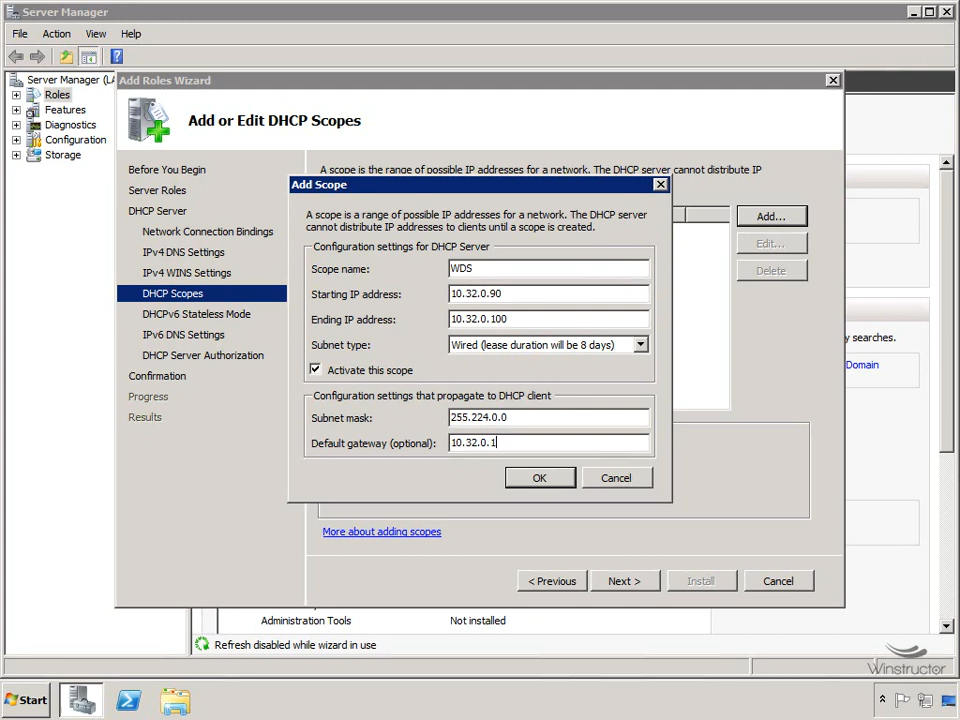 Server Manager
File Action View Help
Server Manager (LA
Roles
Features
Diagnostics
Configuration
Storage
Add Roles Wizard
Add or Edit DHCP Scopes
Before You Begin
Server Roles
DHCP Server
Network Connection Bindings
IPv4 DNS Settings
IPv4 WINS Settings
DHCP Scopes
DHCPv6 Stateless Mode
IPv6 DNS Settings
DHCP Server Authorization
Confirmation
Progress
Results
A scope is the range of possible IP addresses for a network. The DHCP server cannot distribute IP
Add...
Edit...
Delete
Add Scope
A scope is a range of possible IP addresses for a network. The DHCP server
cannot distribute IP addresses to clients until a scope is created.
Configuration settings for DHCP Server
Scope name: WDS
Starting IP address: 10.32.0.90
Ending IP address: 10.32.0.100
Subnet type: Wired (lease duration will be 8 days)
Activate this scope
Configuration settings that propagate to DHCP client
Subnet mask: 255.224.0.0
Default gateway (optional): 10.32.0.1
OK Cancel
More about adding scopes
< Previous Next > Install Cancel
y searches.
Domain
Administration Tools Not installed
Refresh disabled while wizard in use
Winstructor
Start